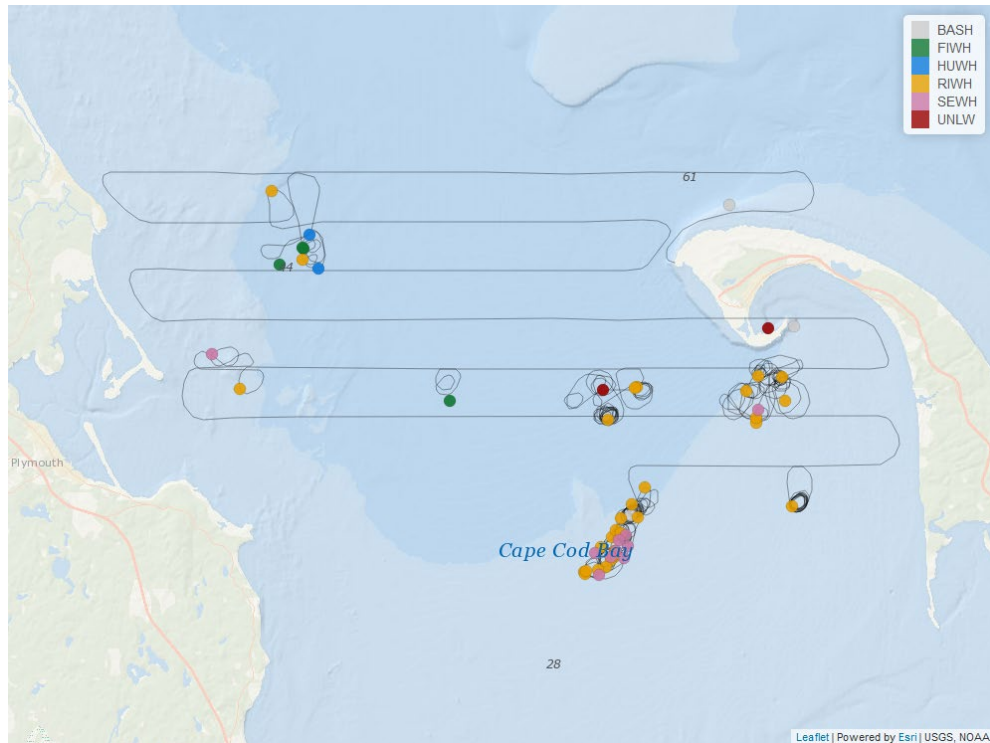 BASH
FIWH
HUWH
RIWH
SEWH
UNLW
61
Plymouth
Cape Cod Bay
28
Leaflet | Powered by Esri | USGS, NOAA